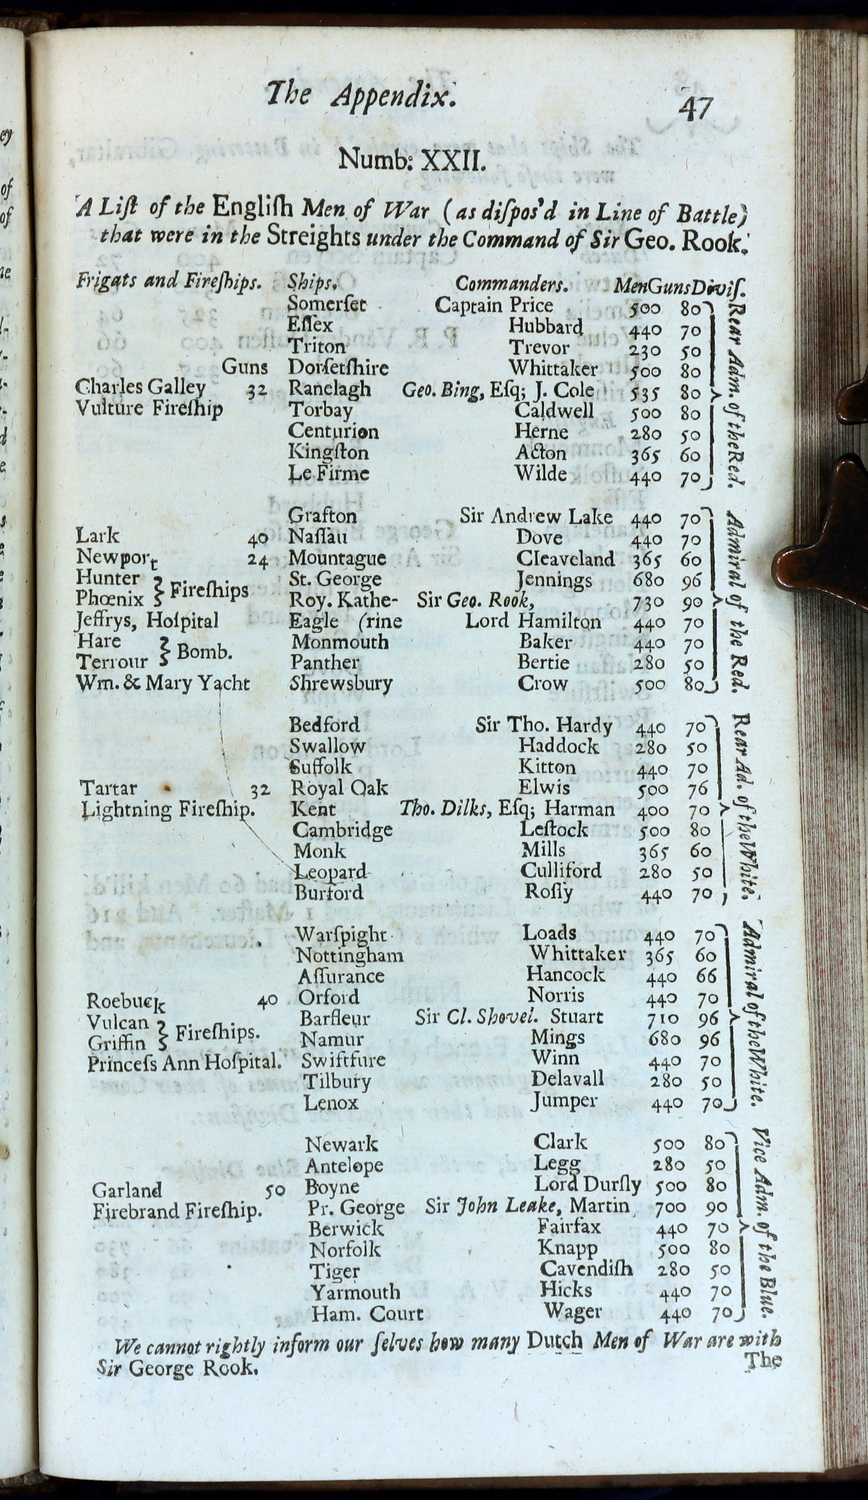 The Appendix. 47
Numb: XXII.
A Liſt of the Engliſh Men of War (as diſpos'd in Line of Battle)
that were in the Streights under the Command of Sir Geo. Rook.
Frigats and Fireſhips. Ships. Commanders. Men Guns Diviſ.
Somerſet Captain Price 500 80
Eſſex Hubbard 440 70
Triton Trevor 230 50
Guns Dorſetſhire Whittaker 500 80
Charles Galley 32 Ranelagh Geo. Bing, Eſq; J. Cole 535 80
Vulture Fireſhip Torbay Caldwell 500 80
Centurion Herne 280 50
Kingſton Acton 365 60
Le Firme Wilde 440 70
Rear Adm. of the Red.
Grafton Sir Andrew Lake 440 70
Lark 40 Naſſau Dove 440 70
Newport 24 Mountague Cleaveland 365 60
Hunter St. George Jennings 680 96
Phœnix } Fireſhips Roy. Kathe- Sir Geo. Rook, 730 90
Jeffrys, Hoſpital Eagle (rine Lord Hamilton 440 70
Hare Monmouth Baker 440 70
Terrour } Bomb. Panther Bertie 280 50
Wm. & Mary Yacht Shrewsbury Crow 500 80
Admiral of the Red.
Bedford Sir Tho. Hardy 440 70
Swallow Haddock 280 50
Suffolk Kitton 440 70
Tartar 32 Royal Oak Elwis 500 76
Lightning Fireſhip. Kent Tho. Dilks, Eſq; Harman 400 70
Cambridge Leſtock 500 80
Monk Mills 365 60
Leopard Culliford 280 50
Burford Roſſy 440 70
Rear Ad. of the White.
Warſpight Loads 440 70
Nottingham Whittaker 365 60
Aſſurance Hancock 440 66
Roebuck 40 Orford Norris 440 70
Vulcan Barfleur Sir Cl. Shovel. Stuart 710 96
Griffin } Fireſhips. Namur Mings 680 96
Princeſs Ann Hoſpital. Swiftſure Winn 440 70
Tilbury Delavall 280 50
Lenox Jumper 440 70
Admiral of the White.
Newark Clark 500 80
Antelope Legg 280 50
Garland 50 Boyne Lord Durſly 500 80
Firebrand Fireſhip. Pr. George Sir John Leake, Martin 700 90
Berwick Fairfax 440 70
Norfolk Knapp 500 80
Tiger Cavendiſh 280 50
Yarmouth Hicks 440 70
Ham. Court Wager 440 70
Vice Adm. of the Blue.
We cannot rightly inform our ſelves how many Dutch Men of War are with
Sir George Rook.
The